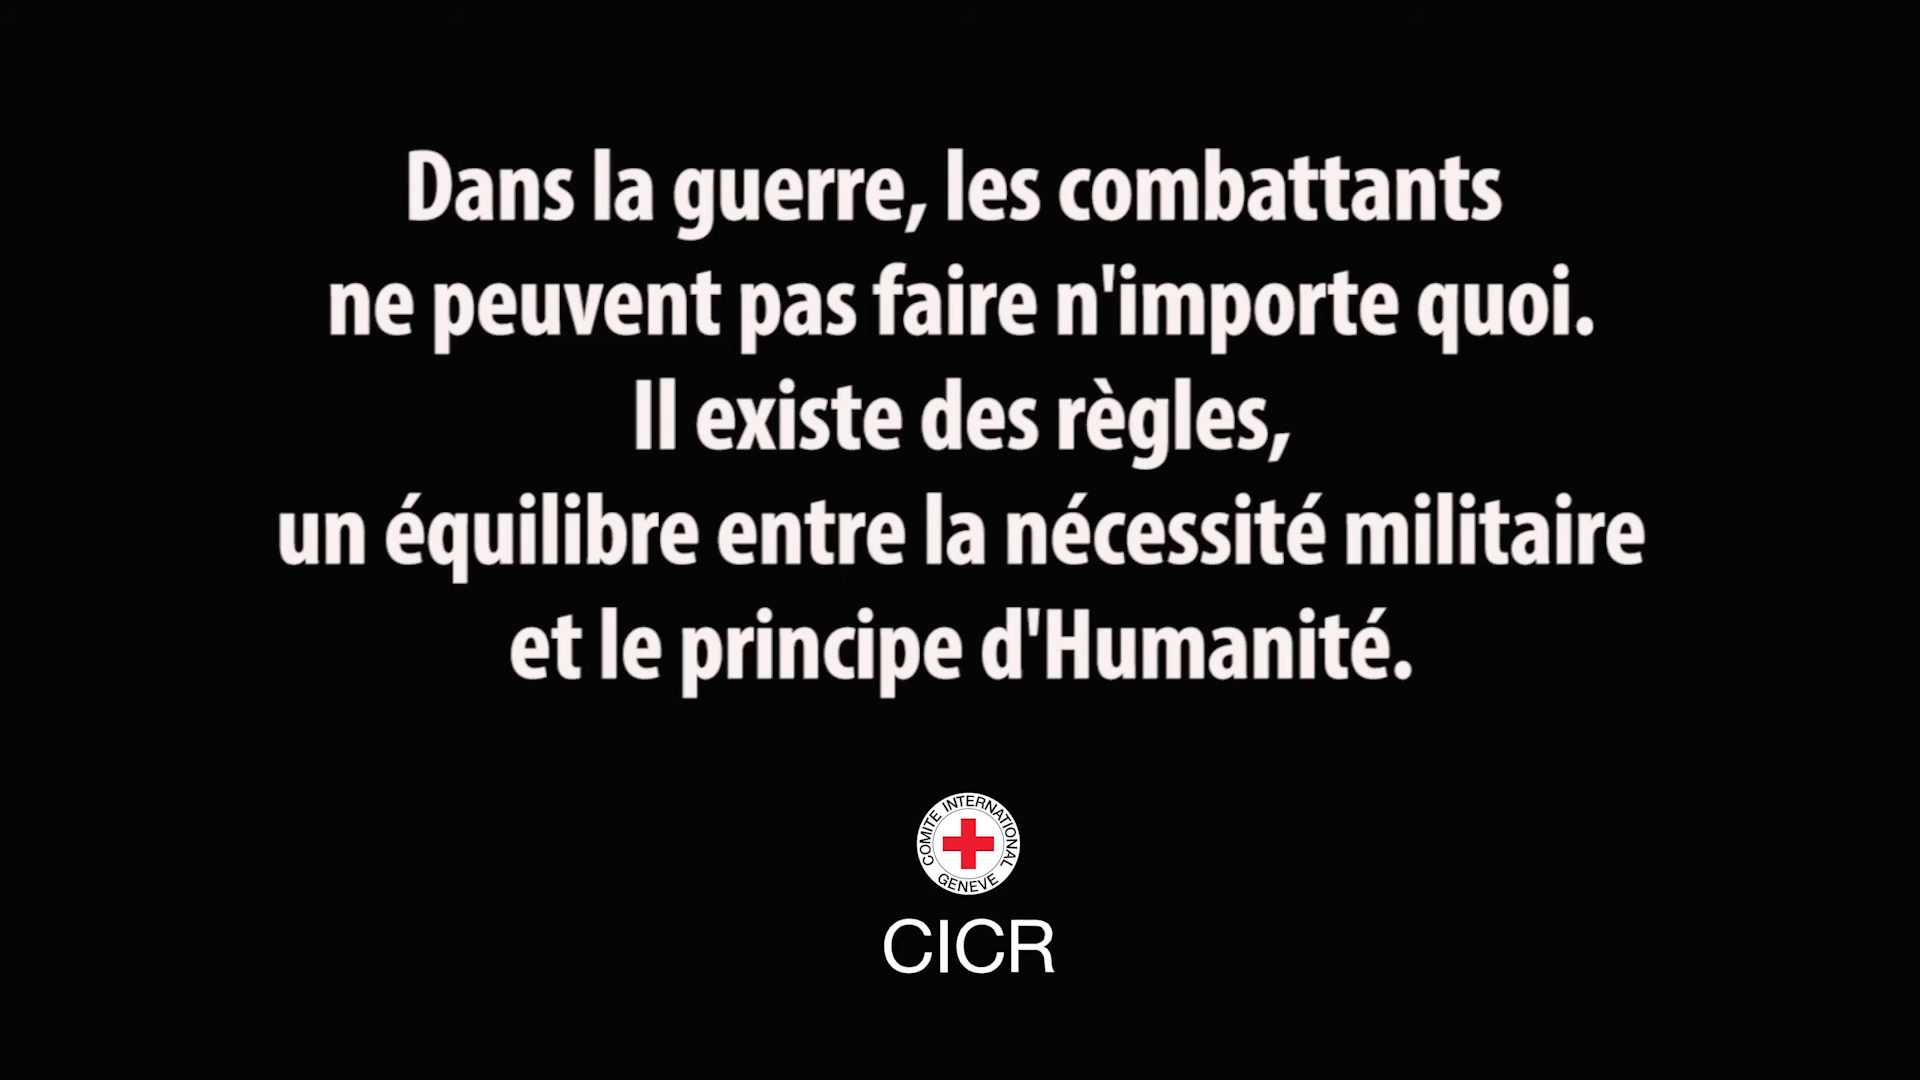 Dans la guerre, les combattants
ne peuvent pas faire n'importe quoi.
Il existe des règles,
un équilibre entre la nécessité militaire
et le principe d'Humanité.
COMITE INTERNATIONAL
GENEVE
CICR